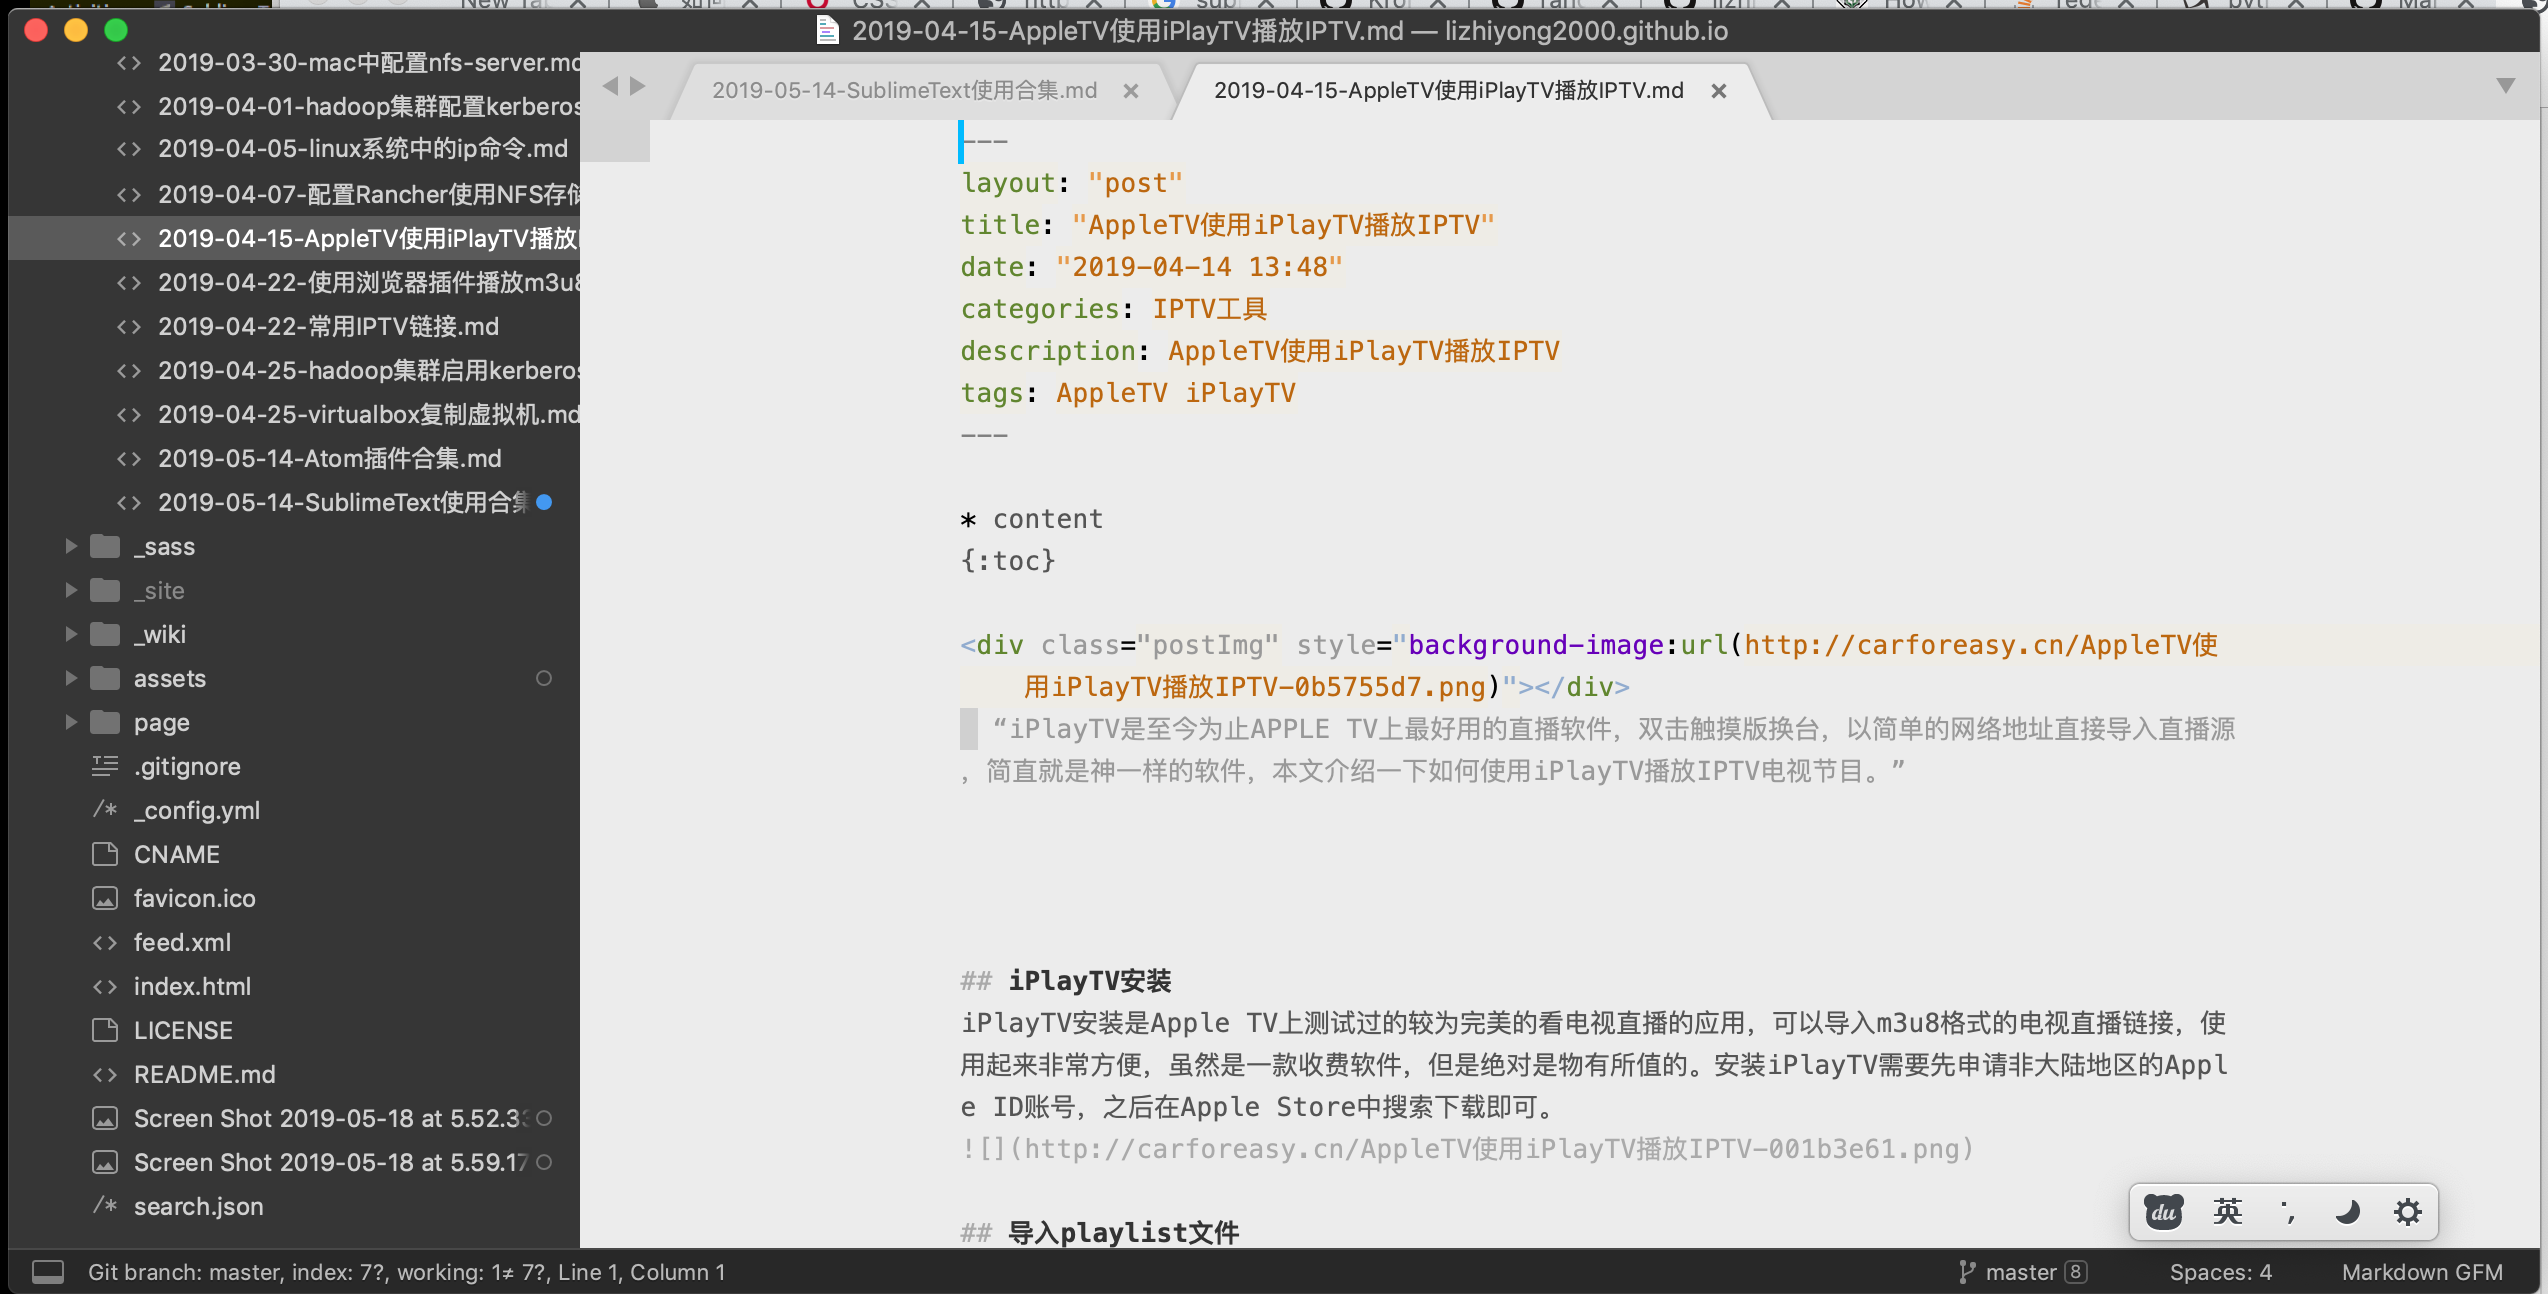 2019-04-15-AppleTV使用iPlayTV播放IPTV.md — lizhiyong2000.github.io
2019-03-30-mac中配置nfs-server.md
2019-04-01-hadoop集群配置kerberos
2019-04-05-linux系统中的ip命令.md
2019-04-07-配置Rancher使用NFS存储
2019-04-15-AppleTV使用iPlayTV播放
2019-04-22-使用浏览器插件播放m3u8
2019-04-22-常用IPTV链接.md
2019-04-25-hadoop集群启用kerberos
2019-04-25-virtualbox复制虚拟机.md
2019-05-14-Atom插件合集.md
2019-05-14-SublimeText使用合集
_sass
_site
_wiki
assets
page
.gitignore
_config.yml
CNAME
favicon.ico
feed.xml
index.html
LICENSE
README.md
Screen Shot 2019-05-18 at 5.52.33
Screen Shot 2019-05-18 at 5.59.17
search.json
2019-05-14-SublimeText使用合集.md
2019-04-15-AppleTV使用iPlayTV播放IPTV.md
---
layout: "post"
title: "AppleTV使用iPlayTV播放IPTV"
date: "2019-04-14 13:48"
categories: IPTV工具
description: AppleTV使用iPlayTV播放IPTV
tags: AppleTV iPlayTV
---
* content
{:toc}
<div class="postImg" style="background-image:url(http://carforeasy.cn/AppleTV使
用iPlayTV播放IPTV-0b5755d7.png)"></div>
“iPlayTV是至今为止APPLE TV上最好用的直播软件，双击触摸版换台，以简单的网络地址直接导入直播源
，简直就是神一样的软件，本文介绍一下如何使用iPlayTV播放IPTV电视节目。”
## iPlayTV安装
iPlayTV安装是Apple TV上测试过的较为完美的看电视直播的应用，可以导入m3u8格式的电视直播链接，使
用起来非常方便，虽然是一款收费软件，但是绝对是物有所值的。安装iPlayTV需要先申请非大陆地区的Appl
e ID账号，之后在Apple Store中搜索下载即可。
![](http://carforeasy.cn/AppleTV使用iPlayTV播放IPTV-001b3e61.png)
## 导入playlist文件
du 英
Git branch: master, index: 7?, working: 1≠ 7?, Line 1, Column 1
master 8
Spaces: 4
Markdown GFM